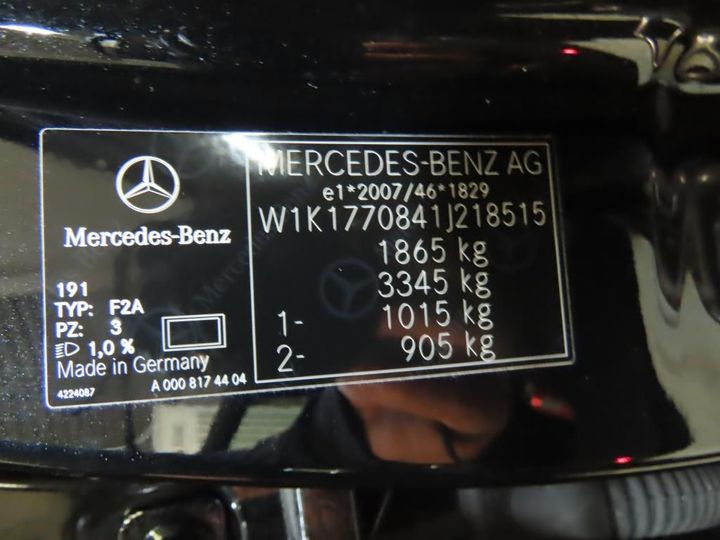 MERCEDES-BENZ AG
e1*2007/46*1829
W1K1770841J218515
1865 kg
3345 kg
1- 1015 kg
2- 905 kg
Mercedes-Benz
191
TYP: F2A
PZ: 3
1,0 %
Made in Germany
4224087 A 000 817 44 04